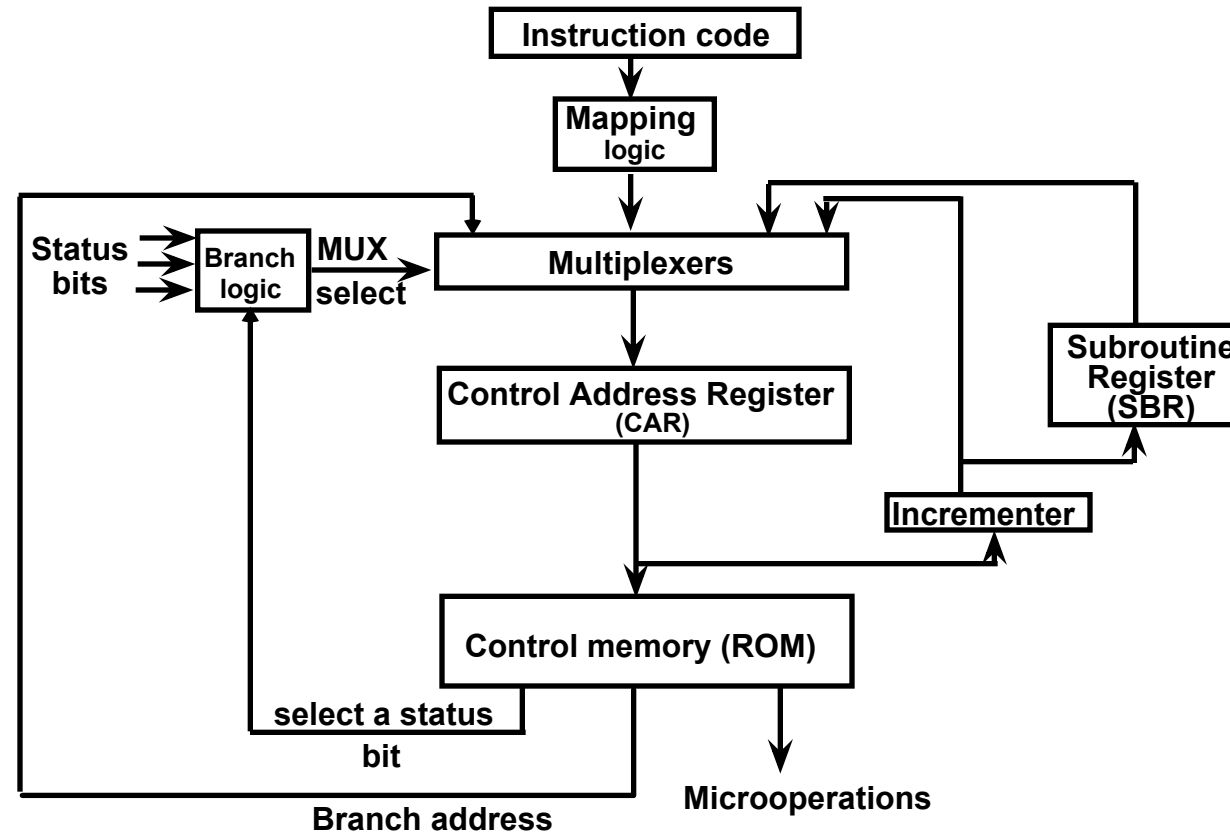 Instruction code
Mapping
logic
Status
bits
Branch
logic
MUX
select
Multiplexers
Control Address Register
(CAR)
Subroutine
Register
(SBR)
Incrementer
Control memory (ROM)
select a status
bit
Microoperations
Branch address